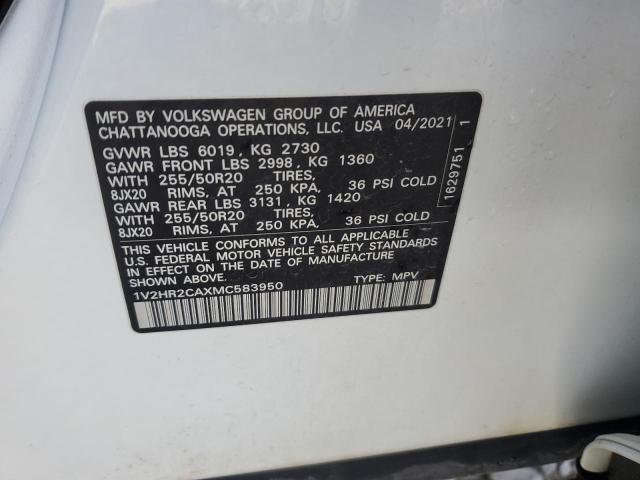 MFD BY VOLKSWAGEN GROUP OF AMERICA
CHATTANOOGA OPERATIONS, LLC. USA 04/2021
GVWR LBS 6019, KG 2730
GAWR FRONT LBS 2998, KG 1360
WITH 255/50R20 TIRES,
8JX20 RIMS, AT 250 KPA, 36 PSI COLD
GAWR REAR LBS 3131, KG 1420
WITH 255/50R20 TIRES,
8JX20 RIMS, AT 250 KPA, 36 PSI COLD
THIS VEHICLE CONFORMS TO ALL APPLICABLE
U.S. FEDERAL MOTOR VEHICLE SAFETY STANDARDS
IN EFFECT ON THE DATE OF MANUFACTURE
SHOWN ABOVE.
1V2HR2CAXMC583950 TYPE: MPV
1629751 1